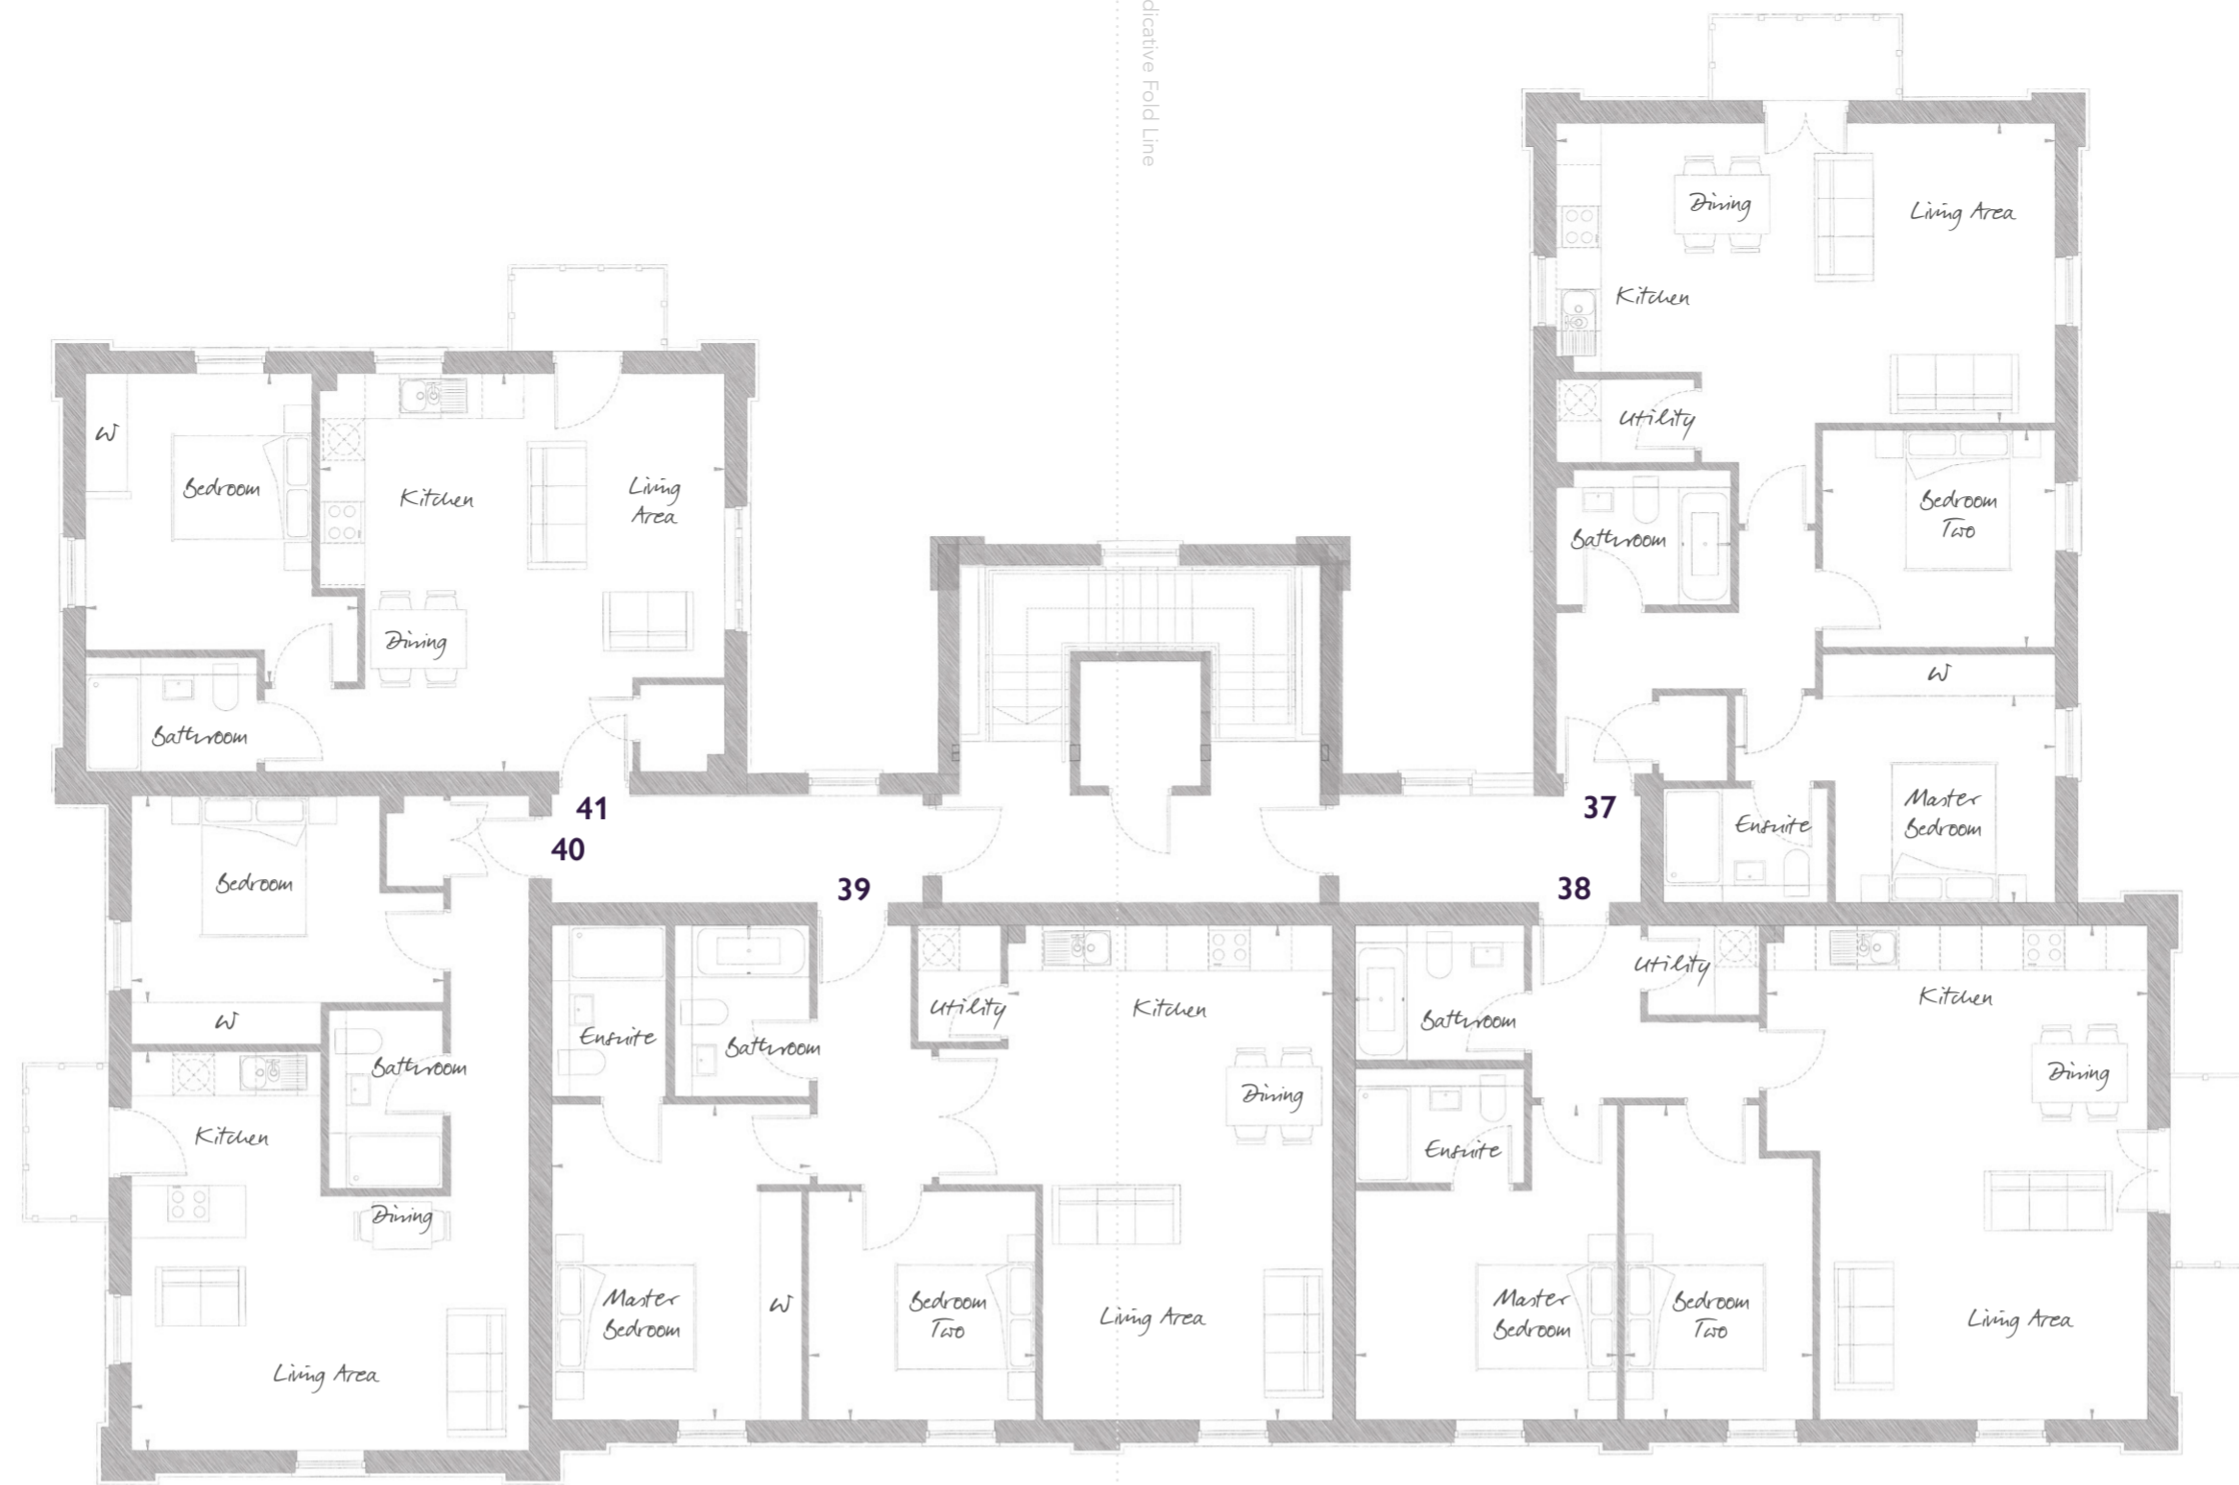 dicative Fold Line
Dining
Living Area
Kitchen
Utility
Bathroom
Bedroom
Two
W
Master
Bedroom
Ensuite
37
W
Bedroom
Kitchen
Living
Area
Dining
Bathroom
41
40
39
38
Bedroom
W
Bathroom
Kitchen
Dining
Living Area
Ensuite
Bathroom
Utility
Kitchen
Dining
Master
Bedroom
W
Bedroom
Two
Living Area
Bathroom
Utility
Kitchen
Dining
Ensuite
Master
Bedroom
Bedroom
Two
Living Area